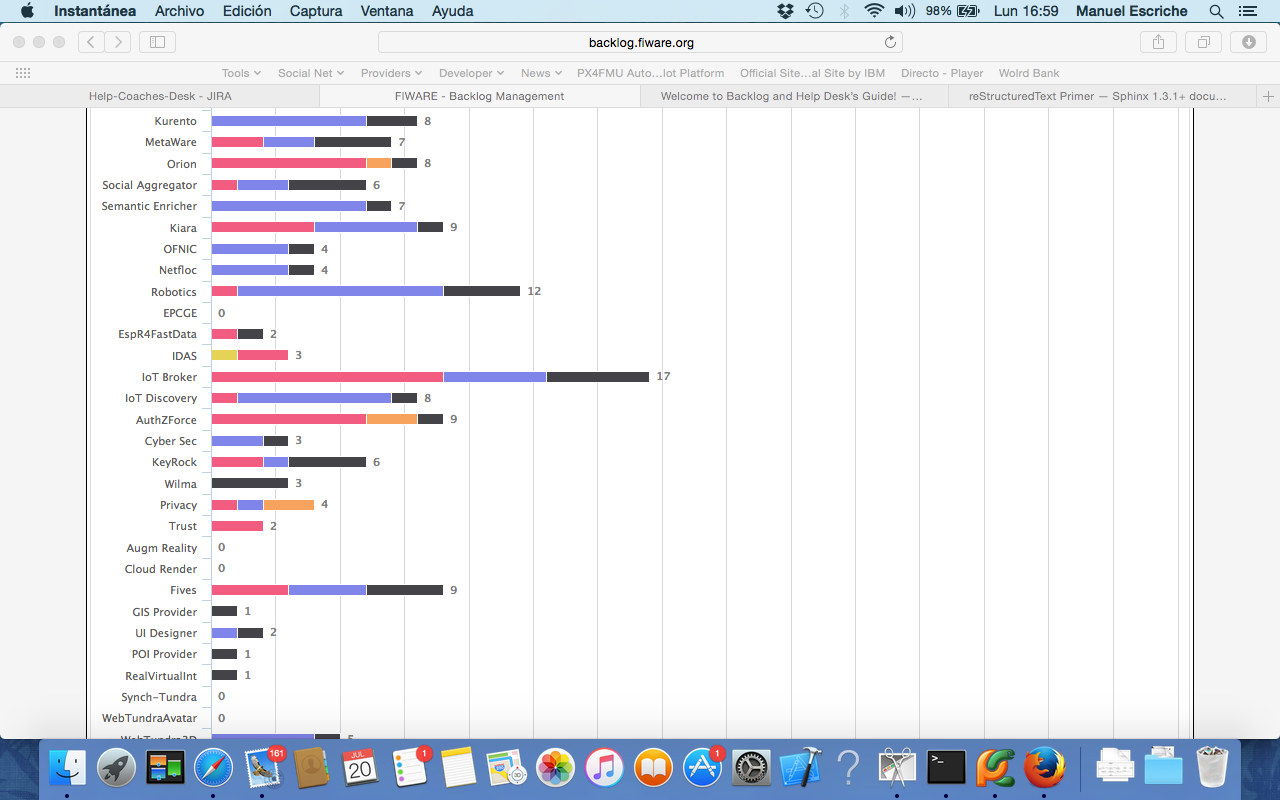 Instantánea Archivo Edición Captura Ventana Ayuda 98% Lun 16:59 Manuel Escriche
backlog.fiware.org
Tools Social Net Providers Developer News PX4FMU Auto...lot Platform Official Site...al Site by IBM Directo - Player Wolrd Bank
Help-Coaches-Desk - JIRA FIWARE - Backlog Management Welcome to Backlog and Help Desk's Guide! —... reStructuredText Primer — Sphinx 1.3.1+ docu...
Kurento 8
MetaWare 7
Orion 8
Social Aggregator 6
Semantic Enricher 7
Kiara 9
OFNIC 4
Netfloc 4
Robotics 12
EPCGE 0
EspR4FastData 2
IDAS 3
IoT Broker 17
IoT Discovery 8
AuthZForce 9
Cyber Sec 3
KeyRock 6
Wilma 3
Privacy 4
Trust 2
Augm Reality 0
Cloud Render 0
Fives 9
GIS Provider 1
UI Designer 2
POI Provider 1
RealVirtualInt 1
Synch-Tundra 0
WebTundraAvatar 0
WebTundra3D 5
161 JUL 20 1 1